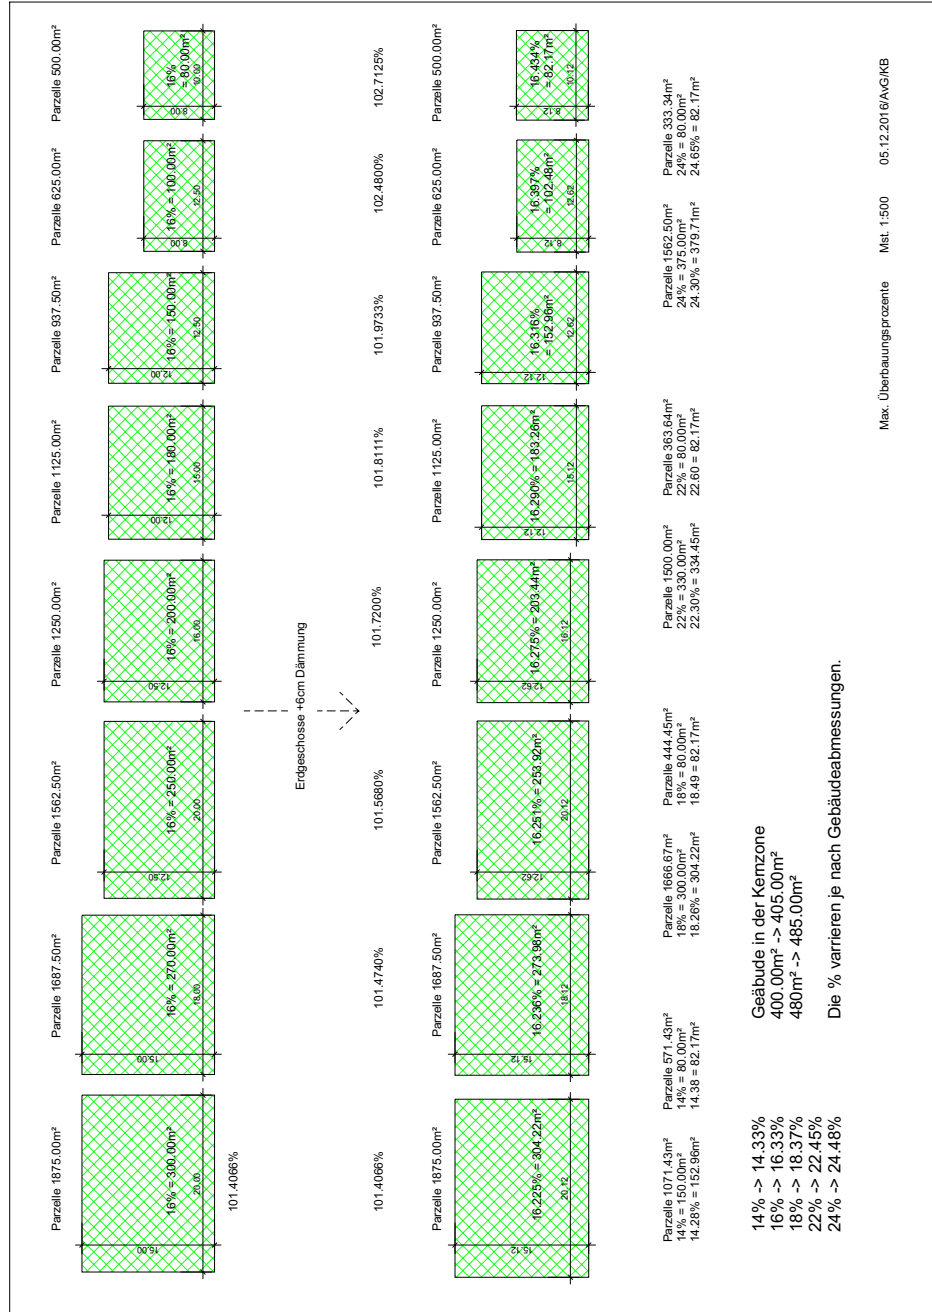 Parzelle 1875.00m²
16% = 300.00m²
20.00
15.00
101.4066%
Parzelle 1687.50m²
16% = 270.00m²
18.00
15.00
Parzelle 1562.50m²
16% = 250.00m²
20.00
12.50
Parzelle 1250.00m²
16% = 200.00m²
16.00
12.50
Parzelle 1125.00m²
16% = 180.00m²
15.00
12.00
Parzelle 937.50m²
16% = 150.00m²
12.50
12.00
Parzelle 625.00m²
16% = 100.00m²
12.50
8.00
Parzelle 500.00m²
16%
= 80.00m²
10.00
8.00
Erdgeschosse +6cm Dämmung
101.4066%
101.4740%
101.5680%
101.7200%
101.8111%
101.9733%
102.4800%
102.7125%
Parzelle 1875.00m²
16.225% = 304.22m²
20.12
15.12
Parzelle 1687.50m²
16.236% = 273.98m²
18.12
15.12
Parzelle 1562.50m²
16.251% = 253.92m²
20.12
12.62
Parzelle 1250.00m²
16.275% = 203.44m²
16.12
12.62
Parzelle 1125.00m²
16.290% = 183.26m²
15.12
12.12
Parzelle 937.50m²
16.316%
= 152.96m²
12.62
12.12
Parzelle 625.00m²
16.397%
= 102.48m²
12.62
8.12
Parzelle 500.00m²
16.434%
= 82.17m²
10.12
8.12
Parzelle 1071.43m²
14% = 150.00m²
14.28% = 152.96m²
Parzelle 571.43m²
14% = 80.00m²
14.38 = 82.17m²
Parzelle 1666.67m²
18% = 300.00m²
18.26% = 304.22m²
Parzelle 444.45m²
18% = 80.00m²
18.49 = 82.17m²
Parzelle 1500.00m²
22% = 330.00m²
22.30% = 334.45m²
Parzelle 363.64m²
22% = 80.00m²
22.60 = 82.17m²
Parzelle 1562.50m²
24% = 375.00m²
24.30% = 379.71m²
Parzelle 333.34m²
24% = 80.00m²
24.65% = 82.17m²
14% -> 14.33%
16% -> 16.33%
18% -> 18.37%
22% -> 22.45%
24% -> 24.48%
Geäbude in der Kernzone
400.00m² -> 405.00m²
480m² -> 485.00m²
Die % varrieren je nach Gebäudeabmessungen.
Max. Überbauungsprozente Mst. 1:500 05.12.2016/AvG/KB